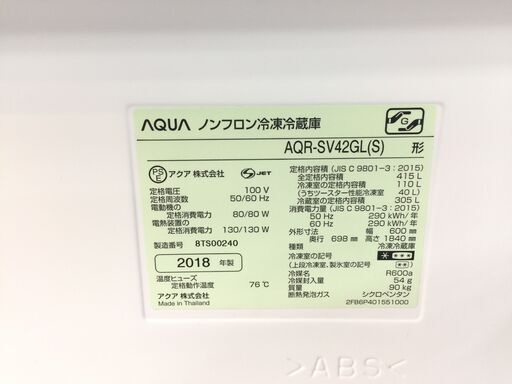 AQUA ノンフロン冷凍冷蔵庫
G
AQR-SV42GL(S) 形
PS
E
アクア 株式会社
S JET
定格電圧 100 V
定格周波数 50/60 Hz
電動機の
定格消費電力 80/80 W
電熱装置の
定格消費電力 130/130 W
製造番号 8TS00240
2018 年製
温度ヒューズ
定格動作温度 76℃
アクア 株式会社
Made in Thailand
定格内容積 (JIS C 9801-3 : 2015)
全定格内容積 415 L
冷凍室の定格内容積 110 L
(うちツースター性能冷凍室 40 L)
冷蔵室の定格内容積 305 L
消費電力量 (JIS C 9801-3 : 2015)
50 Hz 290 kWh/年
60 Hz 290 kWh/年
外形寸法 幅 600 mm
奥行 698 mm 高さ 1840 mm
種類 冷凍冷蔵庫
冷凍室の記号 * ***
(上段冷凍室、製氷室の記号 **)
冷媒名 R600a
冷媒封入量 54 g
質量 90 kg
断熱発泡ガス シクロペンタン
2FB6P401551000
>ABS<